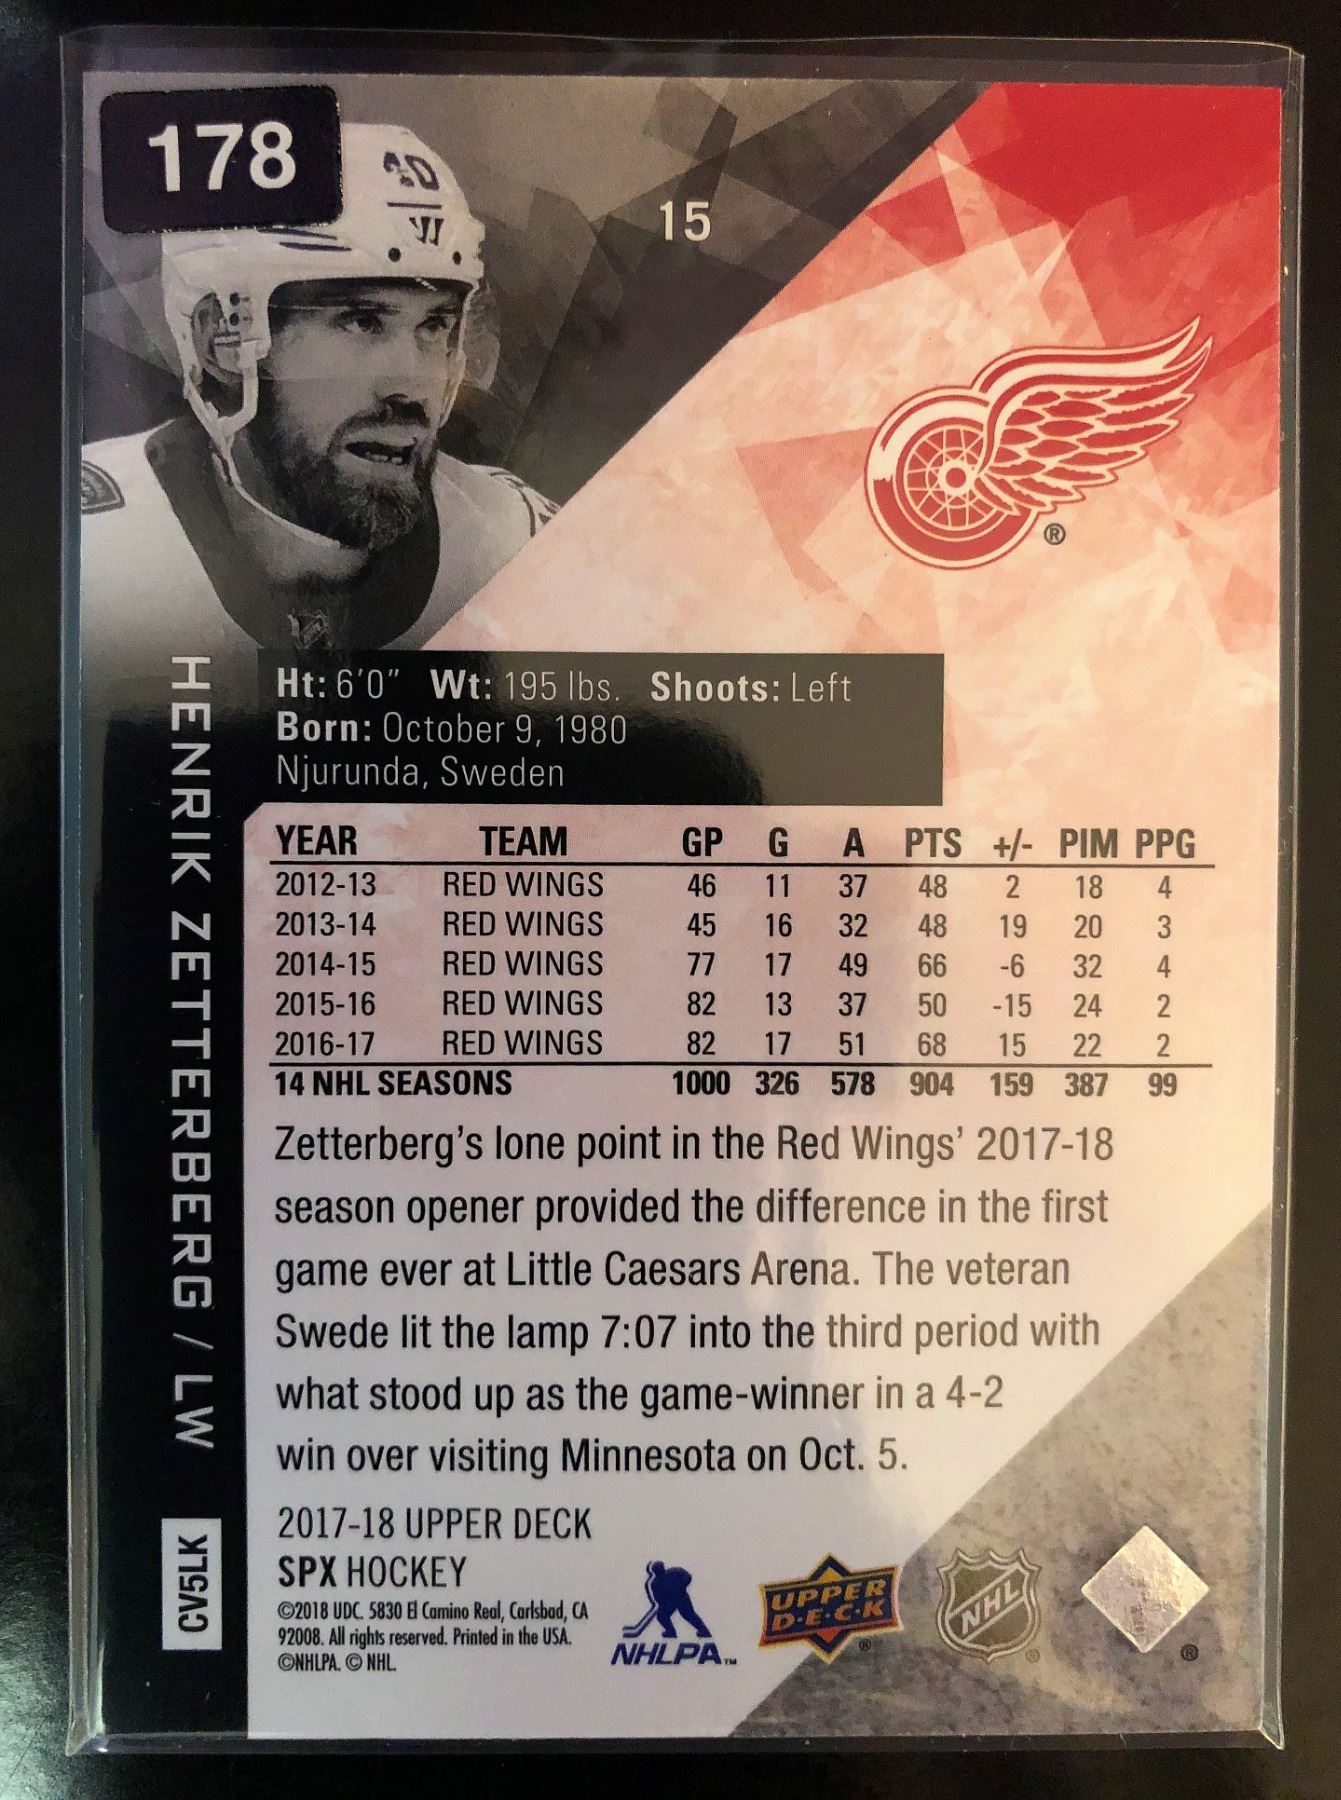 178
40
15
®
HENRIK ZETTERBERG / LW
CV5LK
Ht: 6'0" Wt: 195 lbs. Shoots: Left
Born: October 9, 1980
Njurunda, Sweden
YEAR TEAM GP G A PTS +/- PIM PPG
2012-13 RED WINGS 46 11 37 48 2 18 4
2013-14 RED WINGS 45 16 32 48 19 20 3
2014-15 RED WINGS 77 17 49 66 -6 32 4
2015-16 RED WINGS 82 13 37 50 -15 24 2
2016-17 RED WINGS 82 17 51 68 15 22 2
14 NHL SEASONS 1000 326 578 904 159 387 99
Zetterberg's lone point in the Red Wings' 2017-18
season opener provided the difference in the first
game ever at Little Caesars Arena. The veteran
Swede lit the lamp 7:07 into the third period with
what stood up as the game-winner in a 4-2
win over visiting Minnesota on Oct. 5.
2017-18 UPPER DECK
SPX HOCKEY
©2018 UDC. 5830 El Camino Real, Carlsbad, CA
92008. All rights reserved. Printed in the USA.
©NHLPA. © NHL.
NHLPA™
UPPER
D·E·C·K
®
NHL
®
®